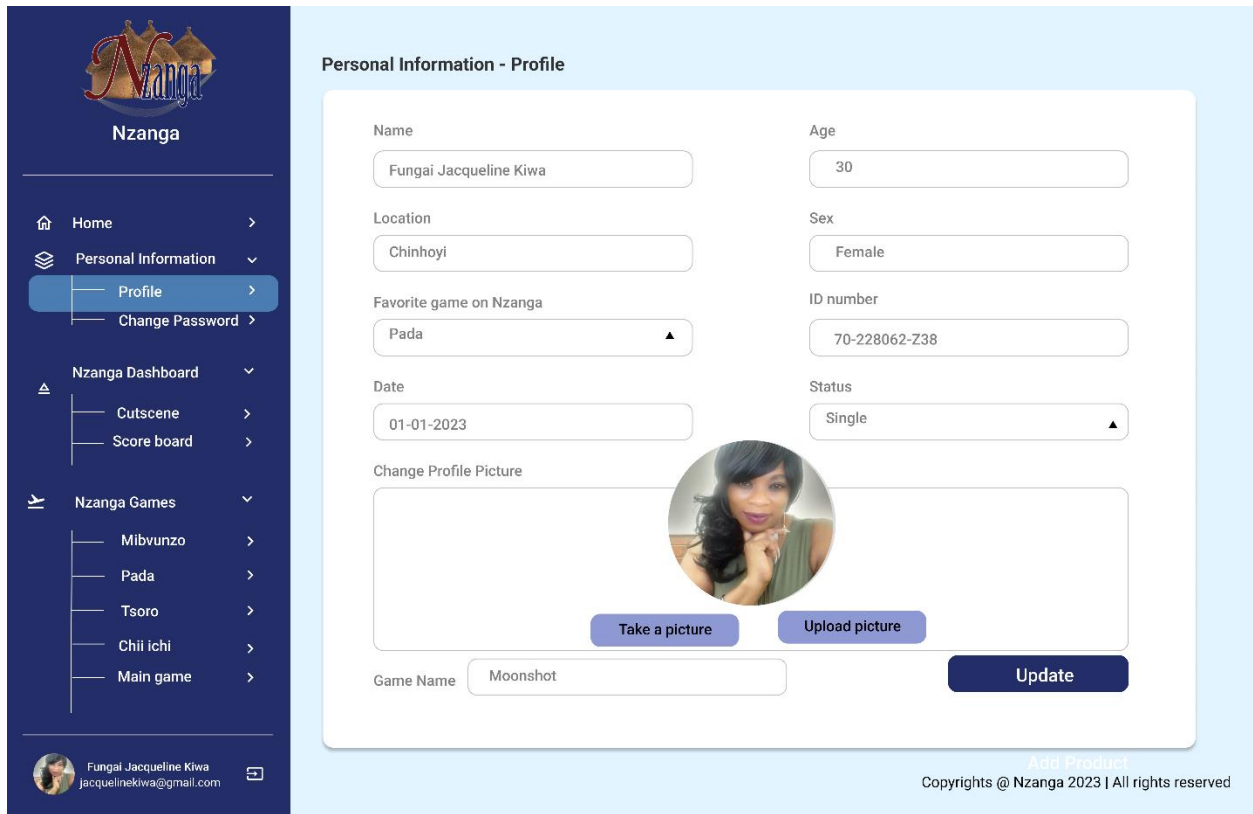 Nzanga
Nzanga
Home
Personal Information
Profile
Change Password
Nzanga Dashboard
Cutscene
Score board
Nzanga Games
Mibvunzo
Pada
Tsoro
Chii ichi
Main game
Fungai Jacqueline Kiwa
jacquelinekiwa@gmail.com
Personal Information - Profile
Name
Age
Fungai Jacqueline Kiwa
30
Location
Sex
Chinhoyi
Female
Favorite game on Nzanga
ID number
Pada
70-228062-Z38
Date
Status
01-01-2023
Single
Change Profile Picture
Take a picture
Upload picture
Game Name
Moonshot
Update
Add Product
Copyrights @ Nzanga 2023 | All rights reserved